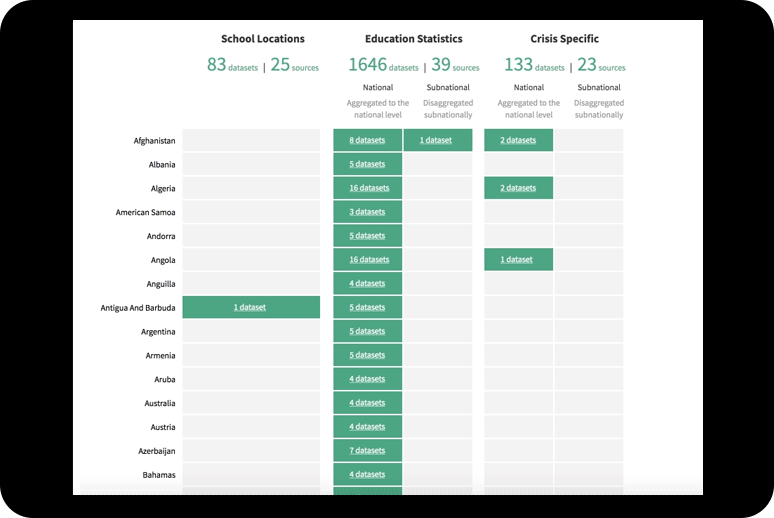 School Locations Education Statistics Crisis Specific
83 datasets | 25 sources 1646 datasets | 39 sources 133 datasets | 23 sources
National Subnational National Subnational
Aggregated to the Disaggregated Aggregated to the Disaggregated
national level subnationally national level subnationally
Afghanistan 8 datasets 1 dataset 2 datasets
Albania 5 datasets
Algeria 16 datasets 2 datasets
American Samoa 3 datasets
Andorra 5 datasets
Angola 16 datasets 1 dataset
Anguilla 4 datasets
Antigua And Barbuda 1 dataset 5 datasets
Argentina 5 datasets
Armenia 5 datasets
Aruba 4 datasets
Australia 4 datasets
Austria 4 datasets
Azerbaijan 7 datasets
Bahamas 4 datasets